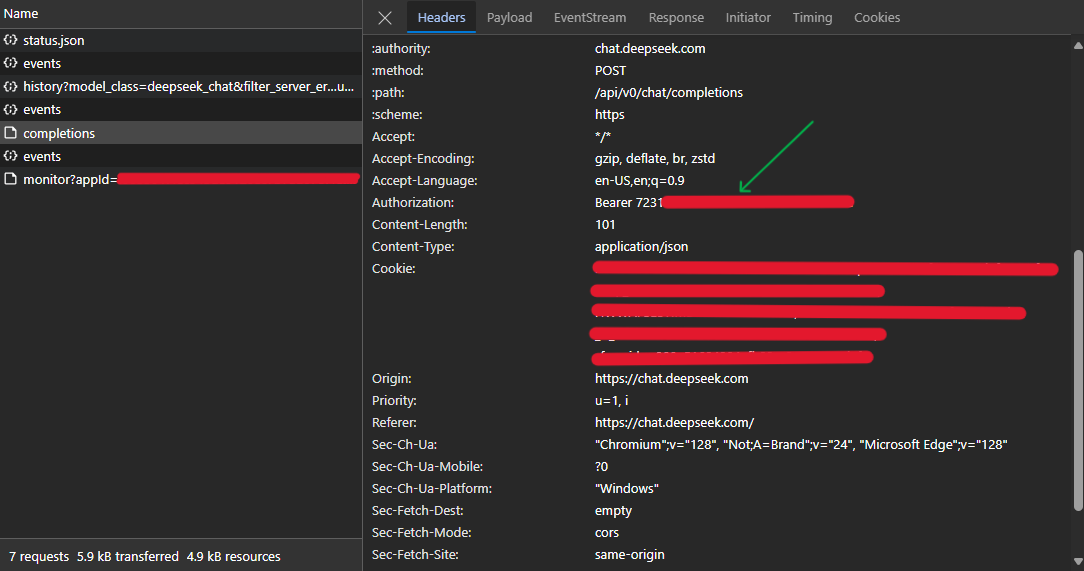 Name
status.json
events
history?model_class=deepseek_chat&filter_server_er...u...
events
completions
events
monitor?appId=
7 requests 5.9 kB transferred 4.9 kB resources
Headers Payload EventStream Response Initiator Timing Cookies
:authority: chat.deepseek.com
:method: POST
:path: /api/v0/chat/completions
:scheme: https
Accept: */*
Accept-Encoding: gzip, deflate, br, zstd
Accept-Language: en-US,en;q=0.9
Authorization: Bearer 7231
Content-Length: 101
Content-Type: application/json
Cookie:
Origin: https://chat.deepseek.com
Priority: u=1, i
Referer: https://chat.deepseek.com/
Sec-Ch-Ua: "Chromium";v="128", "Not;A=Brand";v="24", "Microsoft Edge";v="128"
Sec-Ch-Ua-Mobile: ?0
Sec-Ch-Ua-Platform: "Windows"
Sec-Fetch-Dest: empty
Sec-Fetch-Mode: cors
Sec-Fetch-Site: same-origin